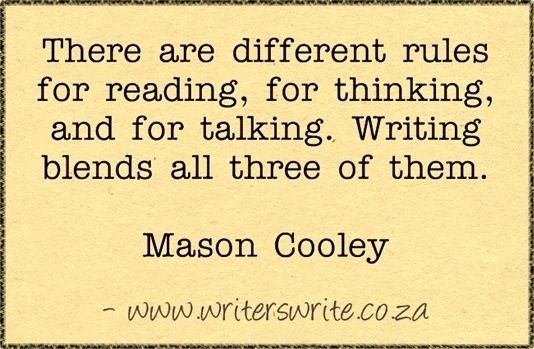 There are different rules
for reading, for thinking,
and for talking. Writing
blends all three of them.
Mason Cooley
- www.writerswrite.co.za